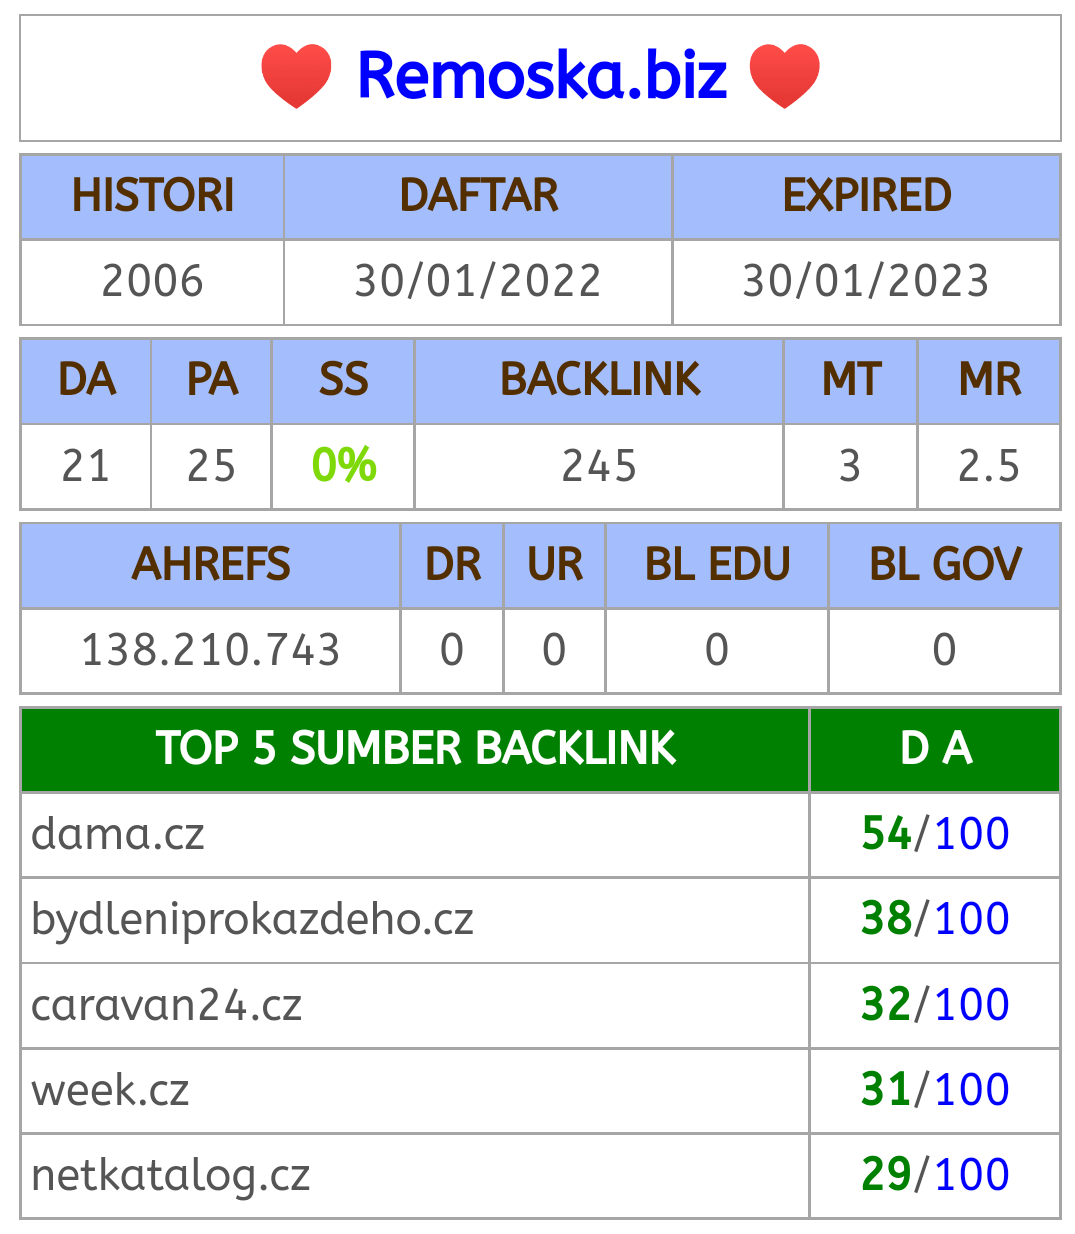 ❤️ Remoska.biz ❤️
HISTORI DAFTAR EXPIRED
2006 30/01/2022 30/01/2023
DA PA SS BACKLINK MT MR
21 25 0% 245 3 2.5
AHREFS DR UR BL EDU BL GOV
138.210.743 0 0 0 0
TOP 5 SUMBER BACKLINK D A
dama.cz 54/100
bydleniprokazdeho.cz 38/100
caravan24.cz 32/100
week.cz 31/100
netkatalog.cz 29/100